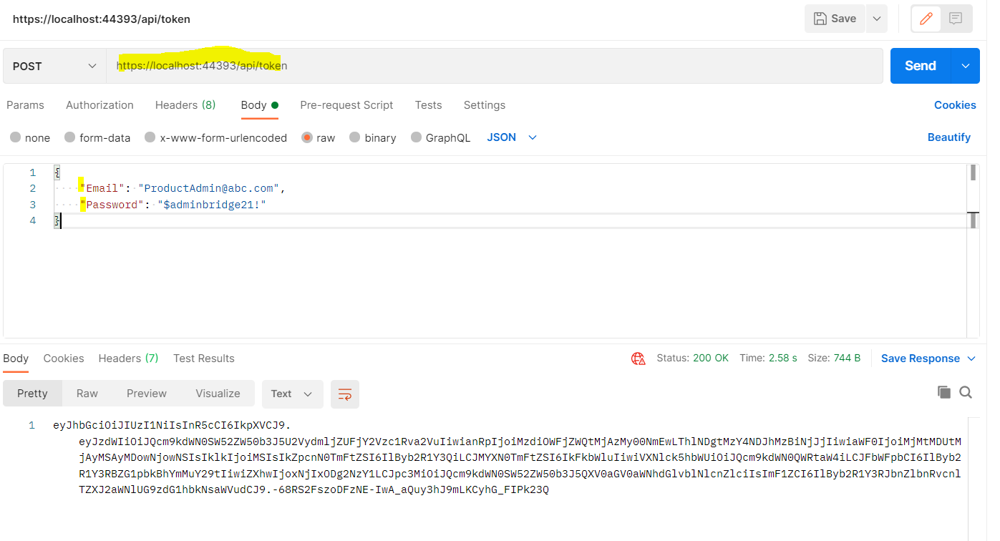 https://localhost:44393/api/token
Save
POST
https://localhost:44393/api/token
Send
Params Authorization Headers (8) Body Pre-request Script Tests Settings Cookies
none form-data x-www-form-urlencoded raw binary GraphQL JSON Beautify
1 {
2 "Email": "ProductAdmin@abc.com",
3 "Password": "$adminbridge21!"
4 }
Body Cookies Headers (7) Test Results Status: 200 OK Time: 2.58 s Size: 744 B Save Response
Pretty Raw Preview Visualize Text
1 eyJhbGciOiJIUzI1NiIsInR5cCI6IkpXVCJ9.
eyJzdWIiOiJQcm9kdWN0SW52ZW50b3J5U2VydmljZUFjY2Vzc1Rva2VuIiwianRpIjoiMzdiOWFjZWQtMjAzMy00NmEwLThlNDgtMzY4NDJhMzBiNjJjIiwiaWF0IjoiMjMtMDUtM
jAyMSAyMDowNjowNSIsIklkIjoiMSIsIkZpcnN0TmFtZSI6IlByb2R1Y3QiLCJMYXN0TmFtZSI6IkFkbWluIiwiVXNlck5hbWUiOiJQcm9kdWN0QWRtaW4iLCJFbWFpbCI6IlByb2
R1Y3RBZG1pbkBhYmMuY29tIiwiZXhwIjoxNjIxODg2NzY1LCJpc3MiOiJQcm9kdWN0SW52ZW50b3J5QXV0aGVudGljYXRpb25TZXJ2ZXIiLCJhdWQiOiJQcm9kdWN0SW52ZW50b3J5
TZXJ2aWNlUG9zdG1hbkNsaWVudCJ9.-68RS2FszoDFzNE-IwA_aQuy3hJ9mLKCyhG_FIPk23Q